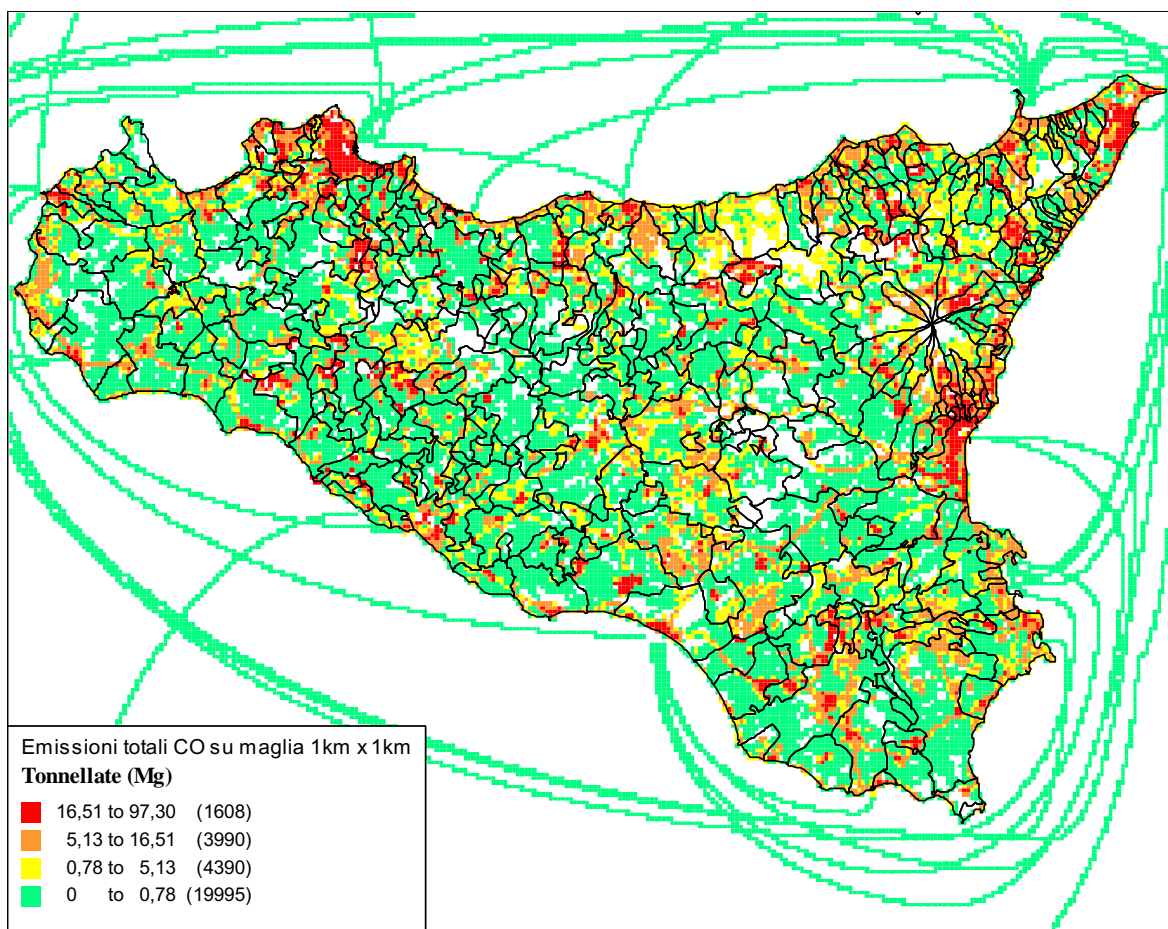 Emissioni totali CO su maglia 1km x 1km
Tonnellate (Mg)
16,51 to 97,30 (1608)
5,13 to 16,51 (3990)
0,78 to 5,13 (4390)
0 to 0,78 (19995)